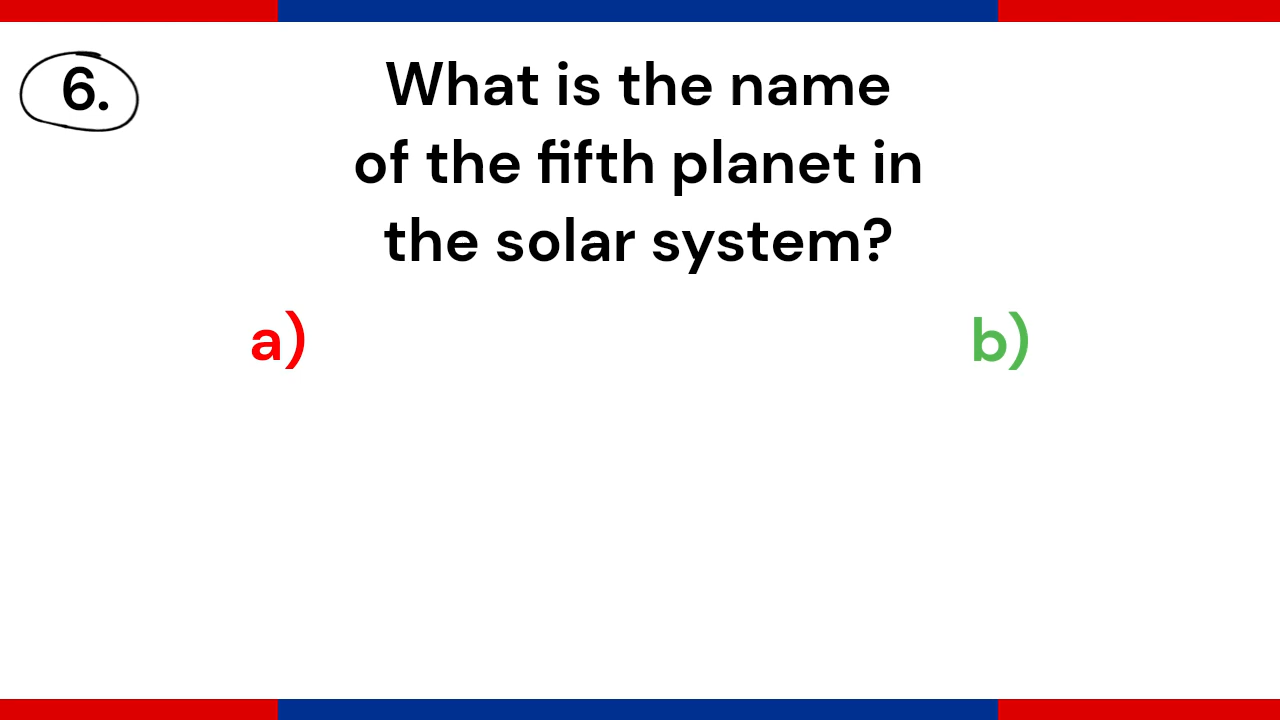 6.
What is the name
of the fifth planet in
the solar system?
a)
b)